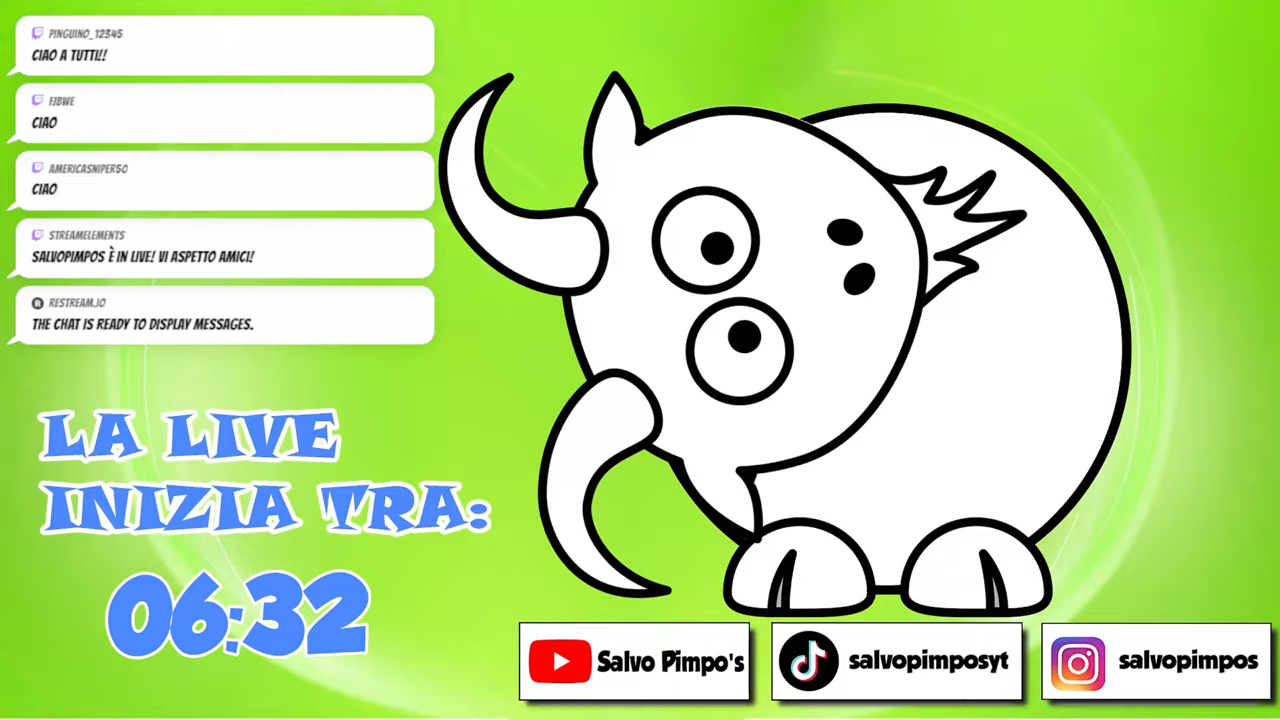 PINGUINO_12345
CIAO A TUTTI!!
FJBWE
CIAO
AMERICASNIPER50
CIAO
STREAMELEMENTS
SALVOPIMPOS È IN LIVE! VI ASPETTO AMICI!
RESTREAM.IO
THE CHAT IS READY TO DISPLAY MESSAGES.
LA LIVE
INIZIA TRA:
06:32
Salvo Pimpo's
salvopimposyt
salvopimpos